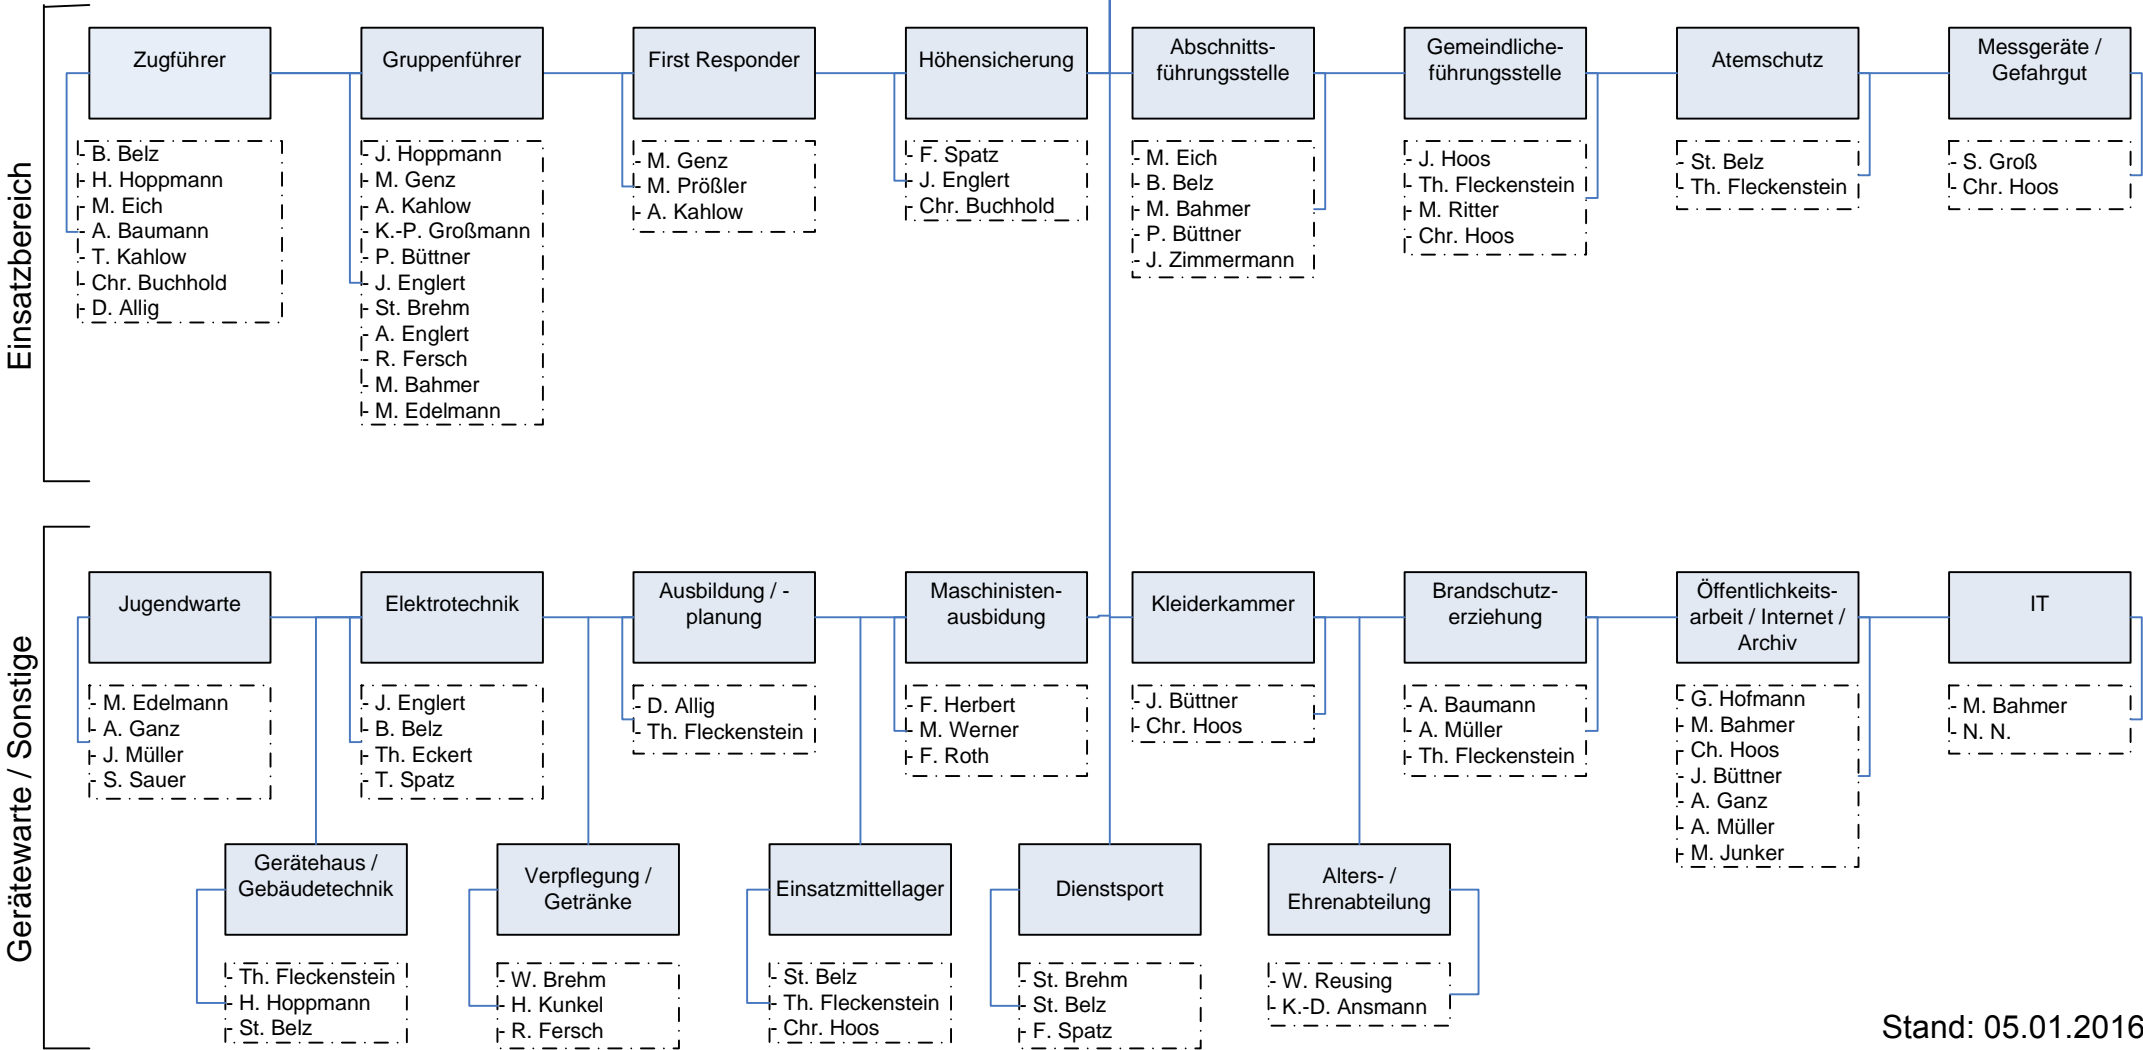 Einsatzbereich
Zugführer
- B. Belz
- H. Hoppmann
- M. Eich
- A. Baumann
- T. Kahlow
- Chr. Buchhold
- D. Allig
Gruppenführer
- J. Hoppmann
- M. Genz
- A. Kahlow
- K.-P. Großmann
- P. Büttner
- J. Englert
- St. Brehm
- A. Englert
- R. Fersch
- M. Bahmer
- M. Edelmann
First Responder
- M. Genz
- M. Prößler
- A. Kahlow
Höhensicherung
- F. Spatz
- J. Englert
- Chr. Buchhold
Abschnitts-
führungsstelle
- M. Eich
- B. Belz
- M. Bahmer
- P. Büttner
- J. Zimmermann
Gemeindliche-
führungsstelle
- J. Hoos
- Th. Fleckenstein
- M. Ritter
- Chr. Hoos
Atemschutz
- St. Belz
- Th. Fleckenstein
Messgeräte /
Gefahrgut
- S. Groß
- Chr. Hoos
Gerätewarte / Sonstige
Jugendwarte
- M. Edelmann
- A. Ganz
- J. Müller
- S. Sauer
Elektrotechnik
- J. Englert
- B. Belz
- Th. Eckert
- T. Spatz
Ausbildung / -
planung
- D. Allig
- Th. Fleckenstein
Maschinisten-
ausbidung
- F. Herbert
- M. Werner
- F. Roth
Kleiderkammer
- J. Büttner
- Chr. Hoos
Brandschutz-
erziehung
- A. Baumann
- A. Müller
- Th. Fleckenstein
Öffentlichkeits-
arbeit / Internet /
Archiv
- G. Hofmann
- M. Bahmer
- Ch. Hoos
- J. Büttner
- A. Ganz
- A. Müller
- M. Junker
IT
- M. Bahmer
- N. N.
Gerätehaus /
Gebäudetechnik
- Th. Fleckenstein
- H. Hoppmann
- St. Belz
Verpflegung /
Getränke
- W. Brehm
- H. Kunkel
- R. Fersch
Einsatzmittellager
- St. Belz
- Th. Fleckenstein
- Chr. Hoos
Dienstsport
- St. Brehm
- St. Belz
- F. Spatz
Alters- /
Ehrenabteilung
- W. Reusing
- K.-D. Ansmann
Stand: 05.01.2016